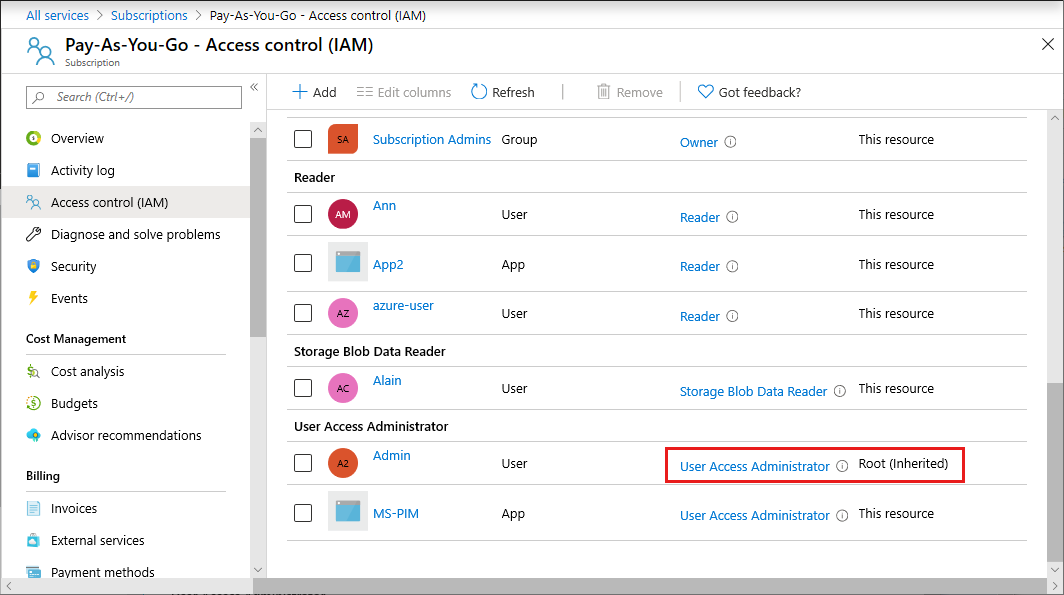 All services > Subscriptions > Pay-As-You-Go - Access control (IAM)
Pay-As-You-Go - Access control (IAM)
Subscription
Search (Ctrl+/)
Overview
Activity log
Access control (IAM)
Diagnose and solve problems
Security
Events
Cost Management
Cost analysis
Budgets
Advisor recommendations
Billing
Invoices
External services
Payment methods
Add Edit columns Refresh Remove Got feedback?
SA Subscription Admins Group Owner This resource
Reader
AM Ann User Reader This resource
App2 App Reader This resource
AZ azure-user User Reader This resource
Storage Blob Data Reader
AC Alain User Storage Blob Data Reader This resource
User Access Administrator
A2 Admin User User Access Administrator Root (Inherited)
MS-PIM App User Access Administrator This resource